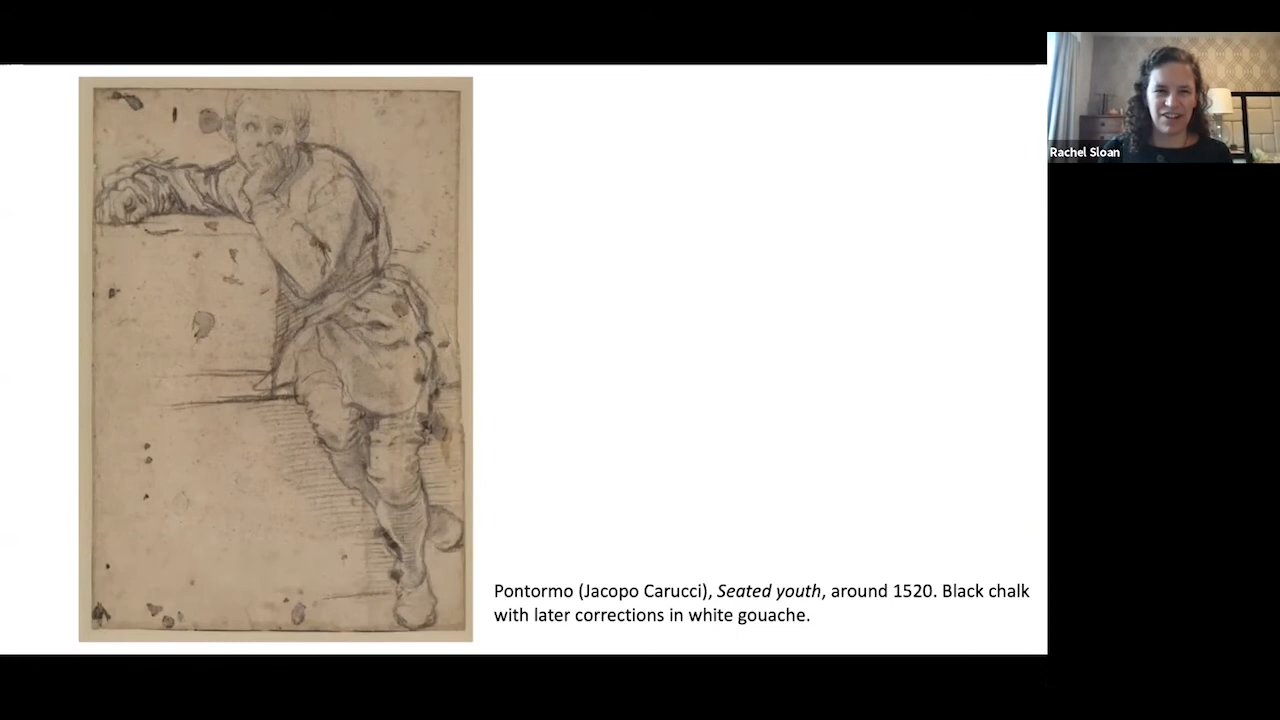 Rachel Sloan
Pontormo (Jacopo Carucci), Seated youth, around 1520. Black chalk
with later corrections in white gouache.